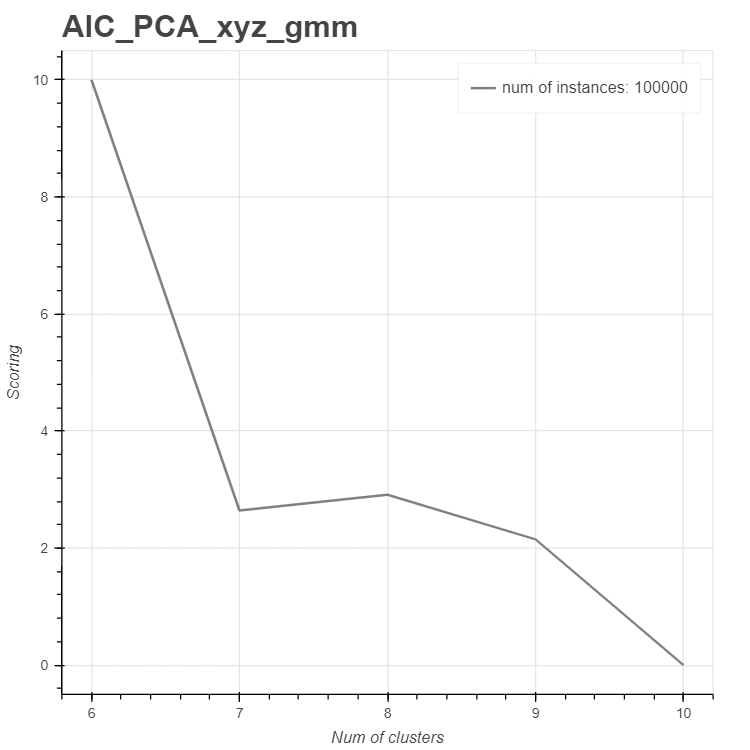 AIC_PCA_xyz_gmm
num of instances: 100000
10
8
6
4
2
0
Scoring
6 7 8 9 10
Num of clusters